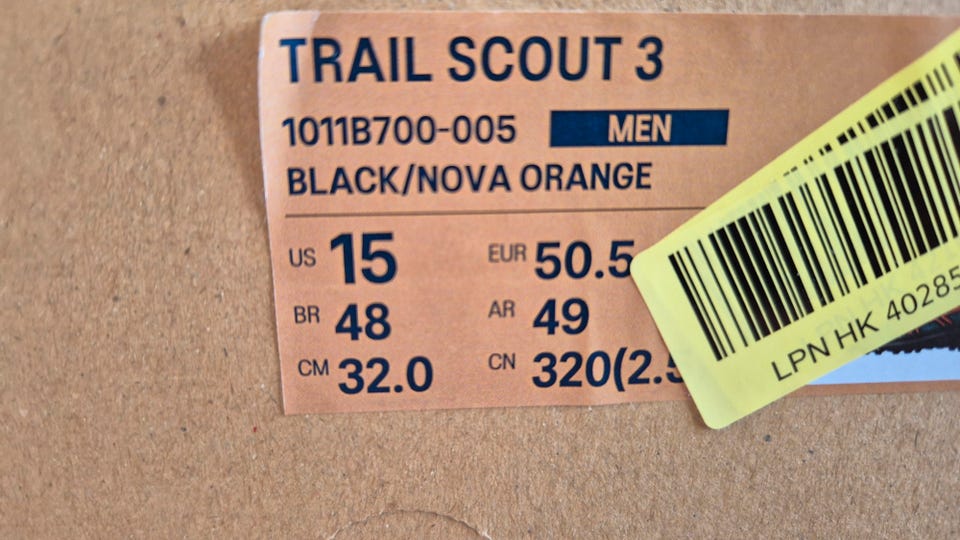 TRAIL SCOUT 3
1011B700-005 MEN
BLACK/NOVA ORANGE
US 15 EUR 50.5
BR 48 AR 49
CM 32.0 CN 320(2.5
LPN HK 40285